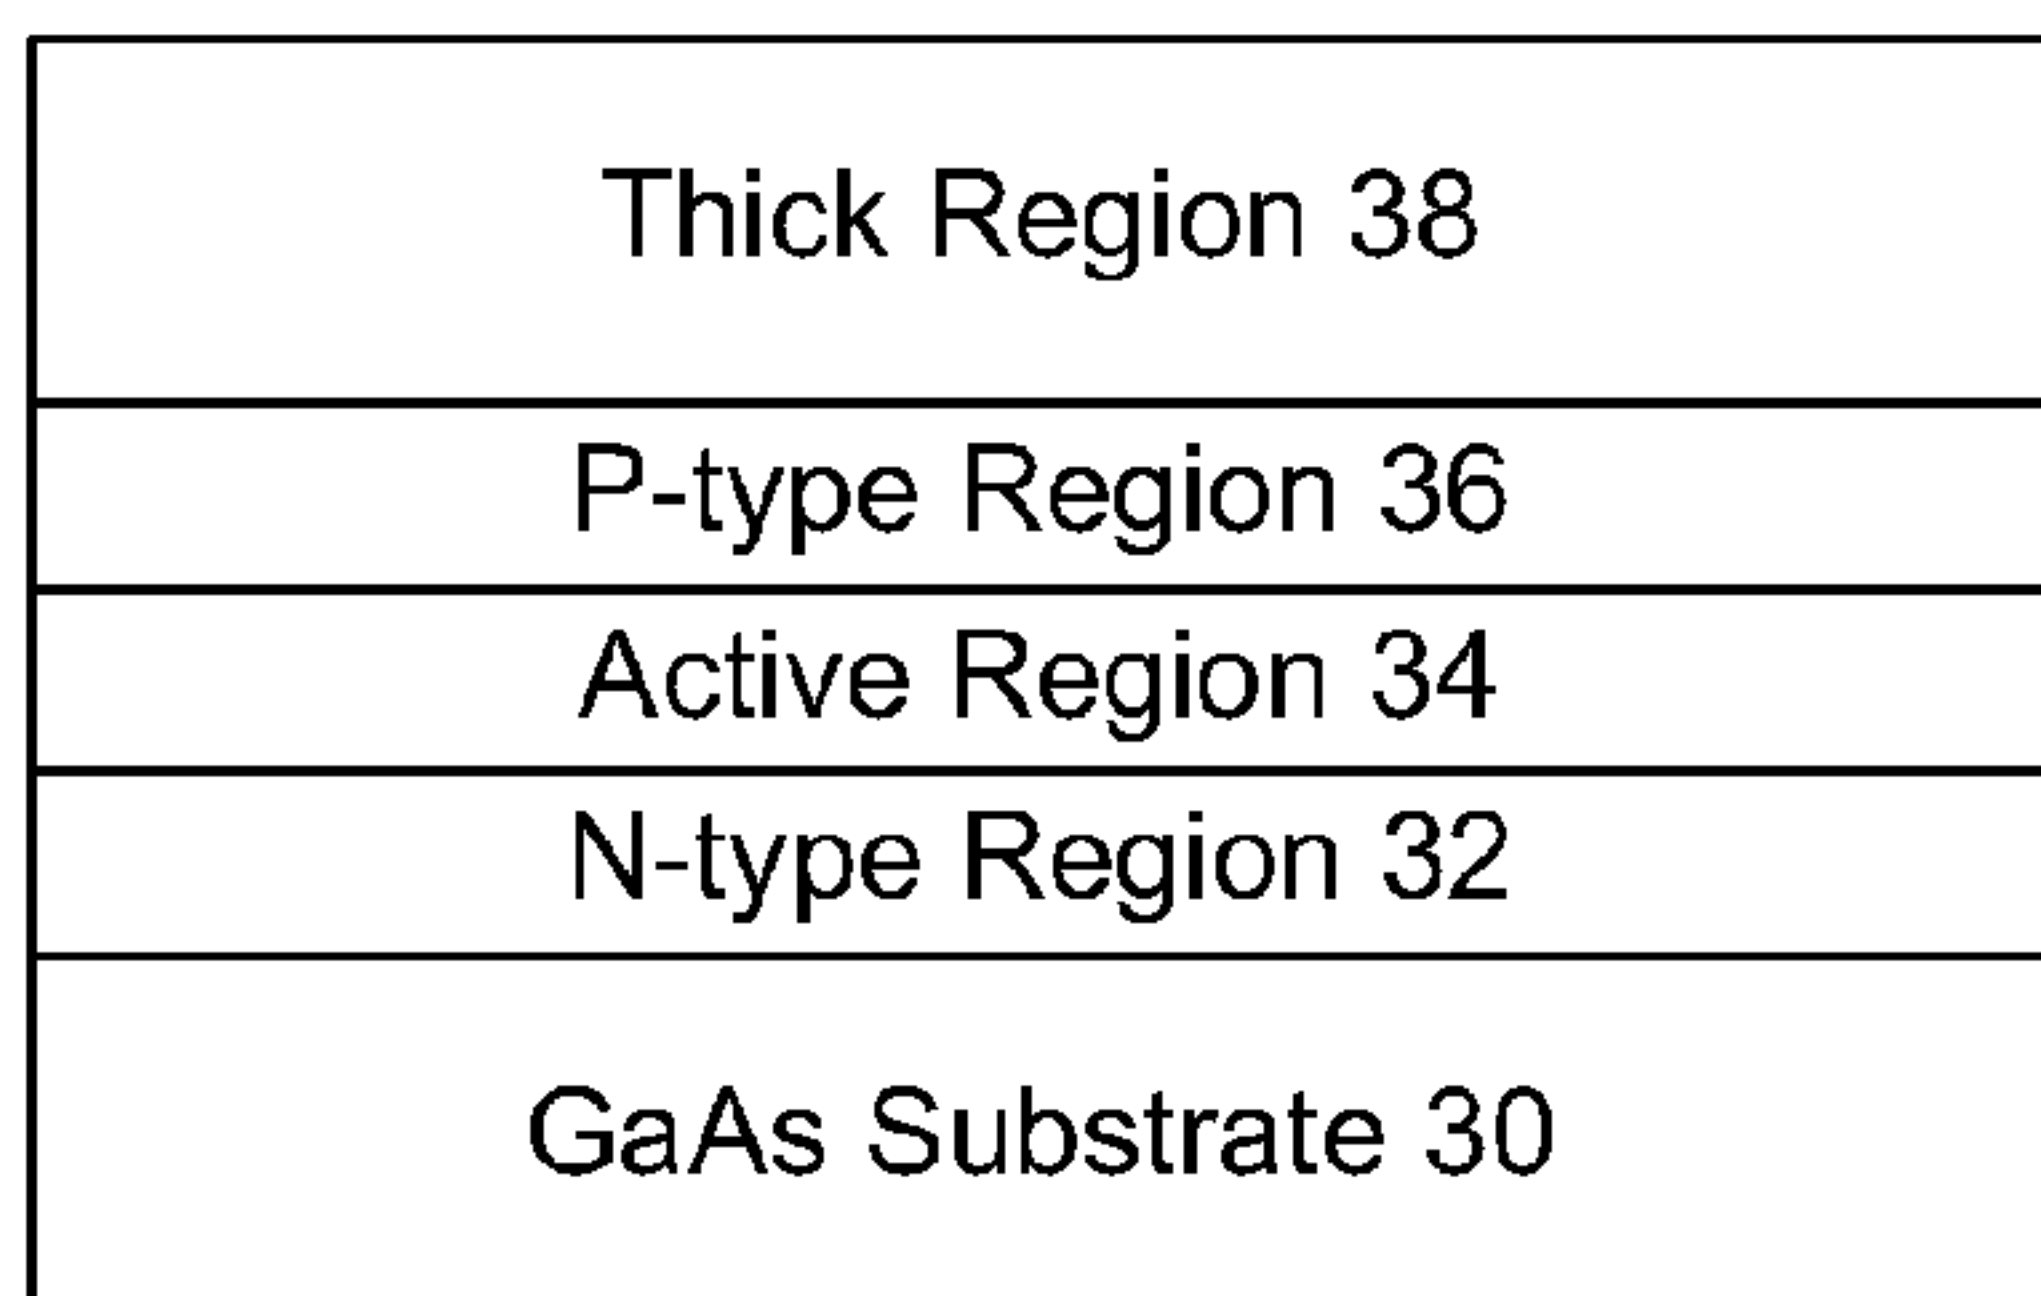 Thick Region 38
P-type Region 36
Active Region 34
N-type Region 32
GaAs Substrate 30